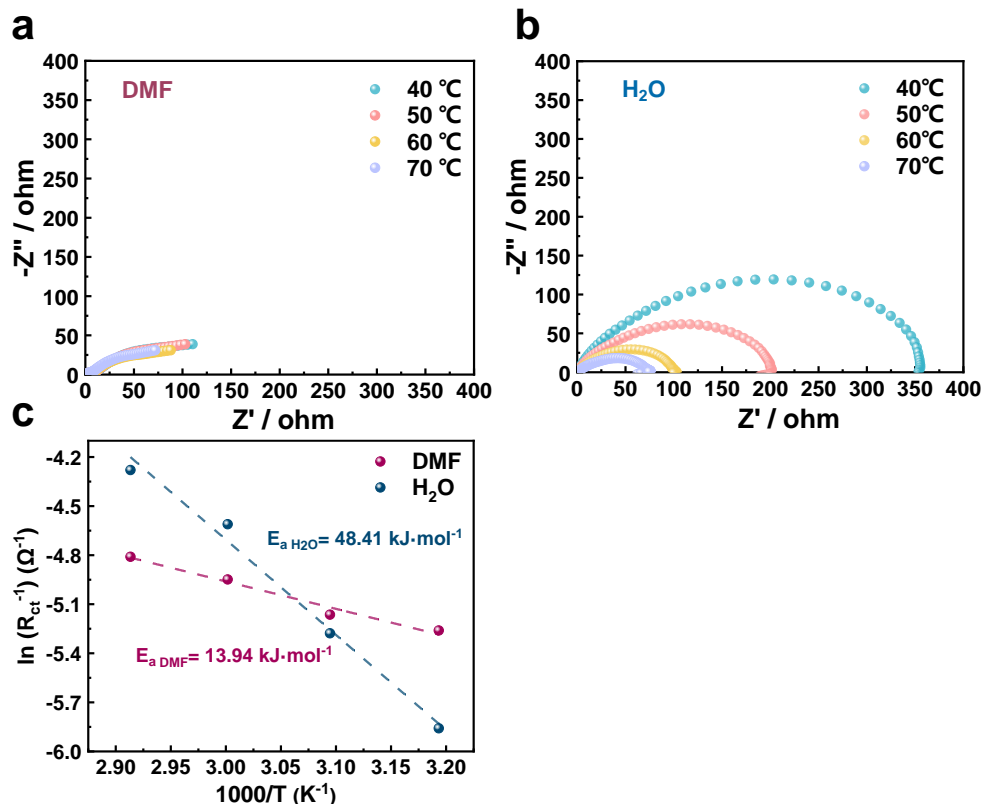 a
DMF
40 ℃
50 ℃
60 ℃
70 ℃
400
350
300
250
200
150
100
50
0
-Z" / ohm
0 50 100 150 200 250 300 350 400
Z' / ohm
b
H₂O
40℃
50℃
60℃
70℃
400
350
300
250
200
150
100
50
0
-Z" / ohm
0 50 100 150 200 250 300 350 400
Z' / ohm
c
DMF
H₂O
Eₐ H2O= 48.41 kJ·mol⁻¹
Eₐ DMF= 13.94 kJ·mol⁻¹
-4.2
-4.5
-4.8
-5.1
-5.4
-5.7
-6.0
ln (R_ct⁻¹) (Ω⁻¹)
2.90 2.95 3.00 3.05 3.10 3.15 3.20
1000/T (K⁻¹)